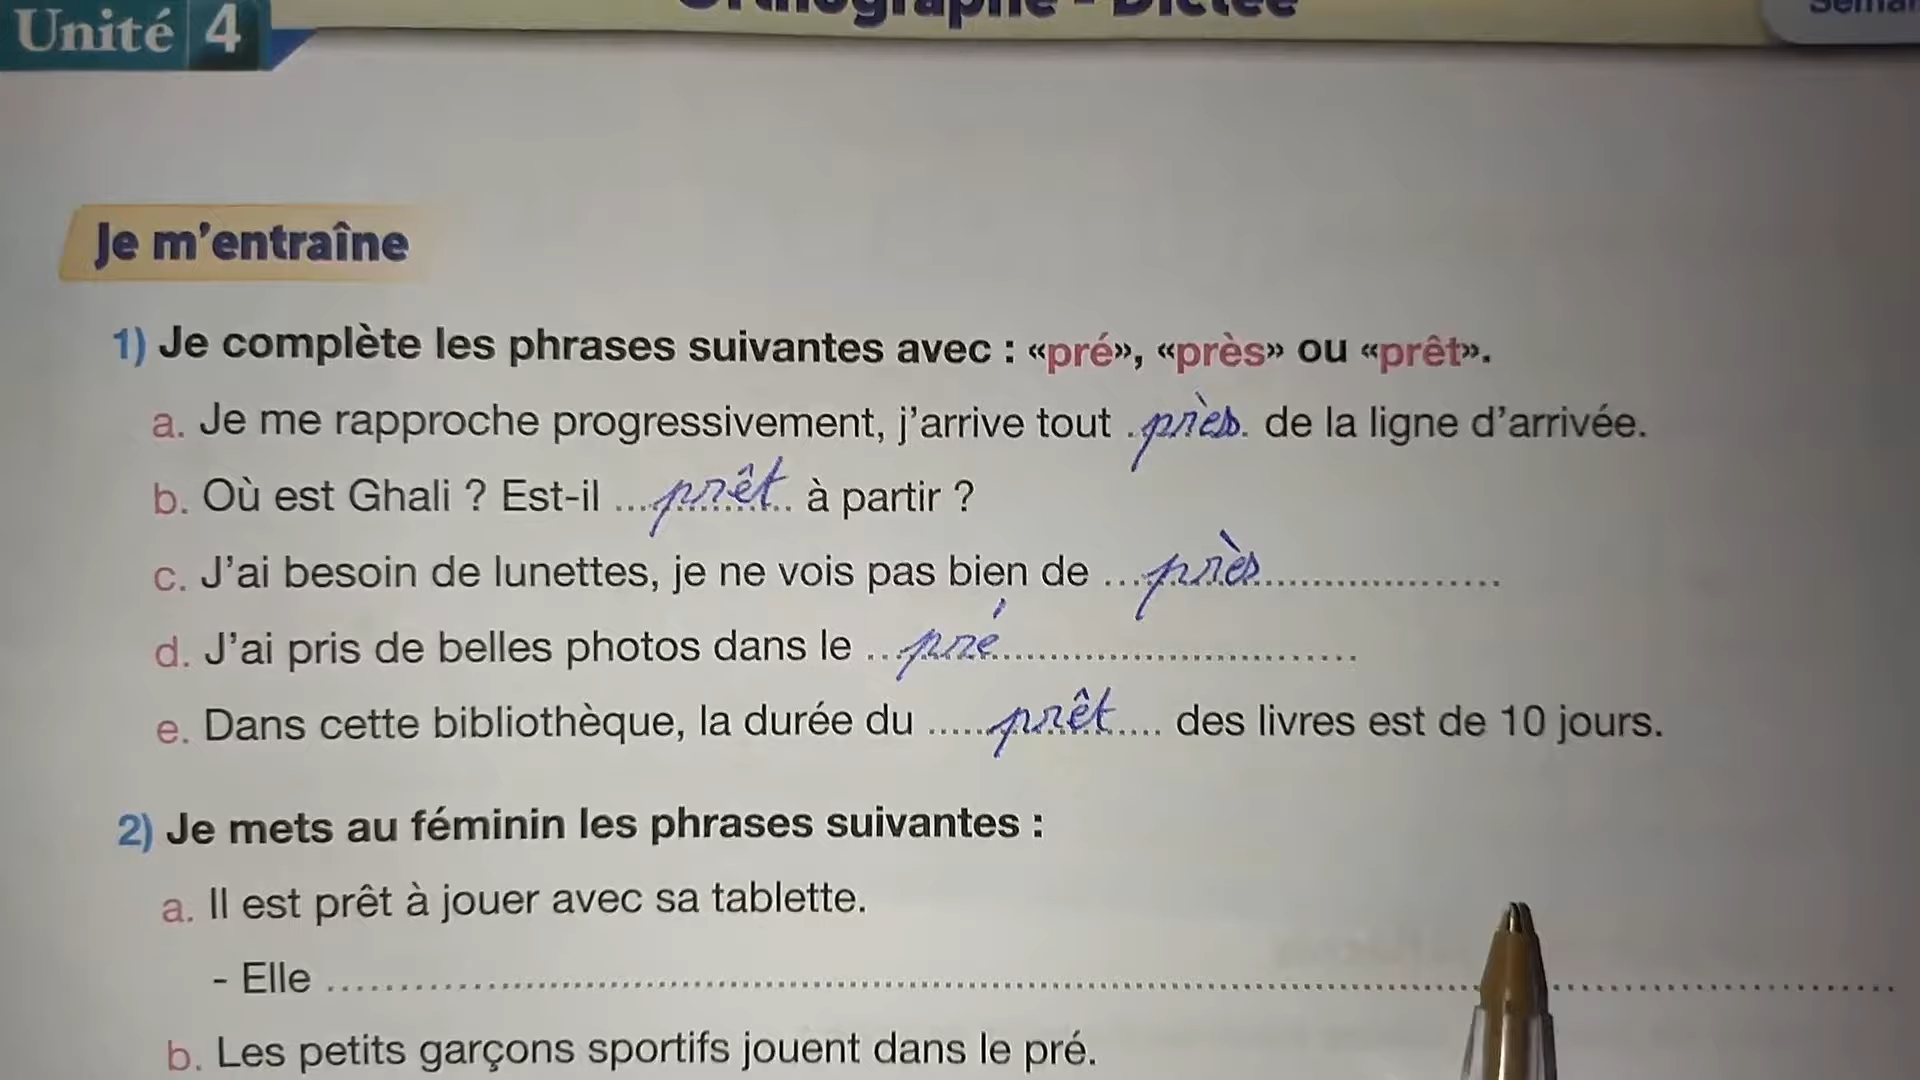 Unité 4
Orthographe - Dictée
Je m'entraîne
1) Je complète les phrases suivantes avec : «pré», «près» ou «prêt».
a. Je me rapproche progressivement, j'arrive tout .près. de la ligne d'arrivée.
b. Où est Ghali ? Est-il ...prêt.. à partir ?
c. J'ai besoin de lunettes, je ne vois pas bien de ...près......................
d. J'ai pris de belles photos dans le ...pré..............................
e. Dans cette bibliothèque, la durée du .....prêt.... des livres est de 10 jours.
2) Je mets au féminin les phrases suivantes :
a. Il est prêt à jouer avec sa tablette.
- Elle ..........................................................................
b. Les petits garçons sportifs jouent dans le pré.